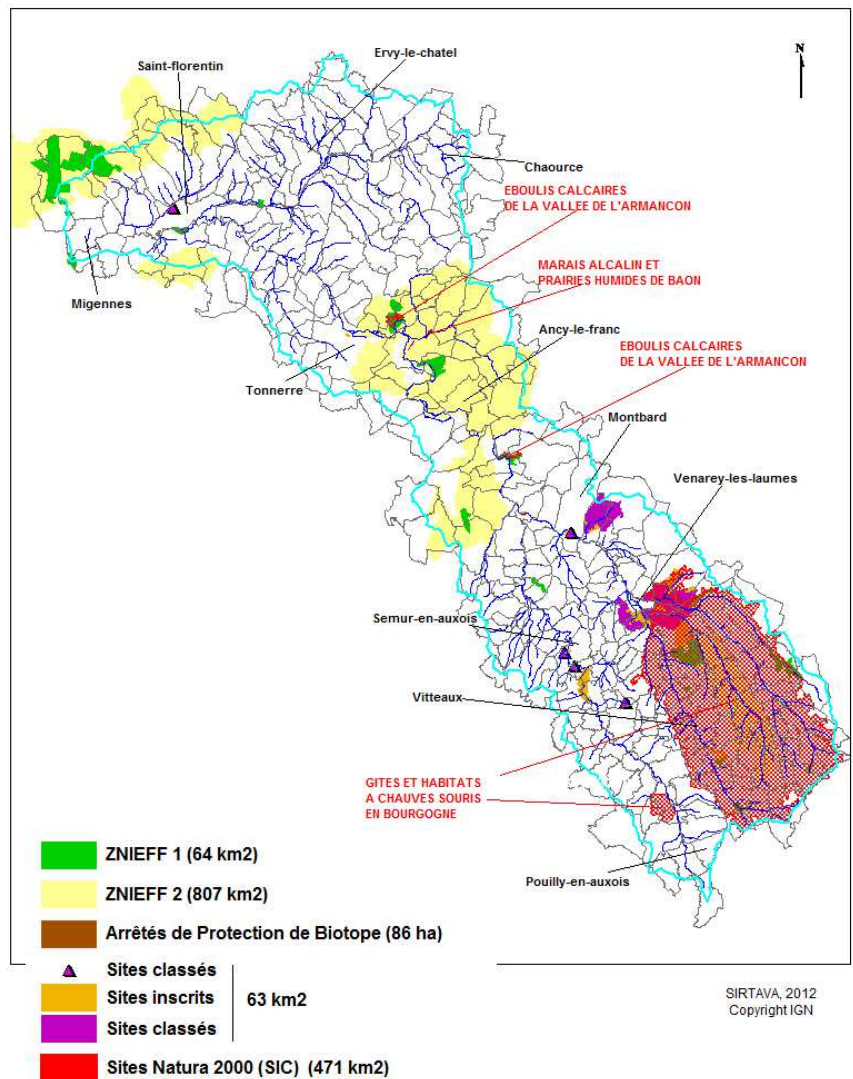 Ervy-le-chatel
Saint-florentin
N
Chaource
EBOULIS CALCAIRES
DE LA VALLEE DE L'ARMANCON
MARAIS ALCALIN ET
PRAIRIES HUMIDES DE BAON
Migennes
Ancy-le-franc
EBOULIS CALCAIRES
DE LA VALLEE DE L'ARMANCON
Tonnerre
Montbard
Venarey-les-laumes
Semur-en-auxois
Vitteaux
GITES ET HABITATS
A CHAUVES SOURIS
EN BOURGOGNE
Pouilly-en-auxois
ZNIEFF 1 (64 km2)
ZNIEFF 2 (807 km2)
Arrêtés de Protection de Biotope (86 ha)
Sites classés
Sites inscrits
63 km2
Sites classés
Sites Natura 2000 (SIC) (471 km2)
SIRTAVA, 2012
Copyright IGN